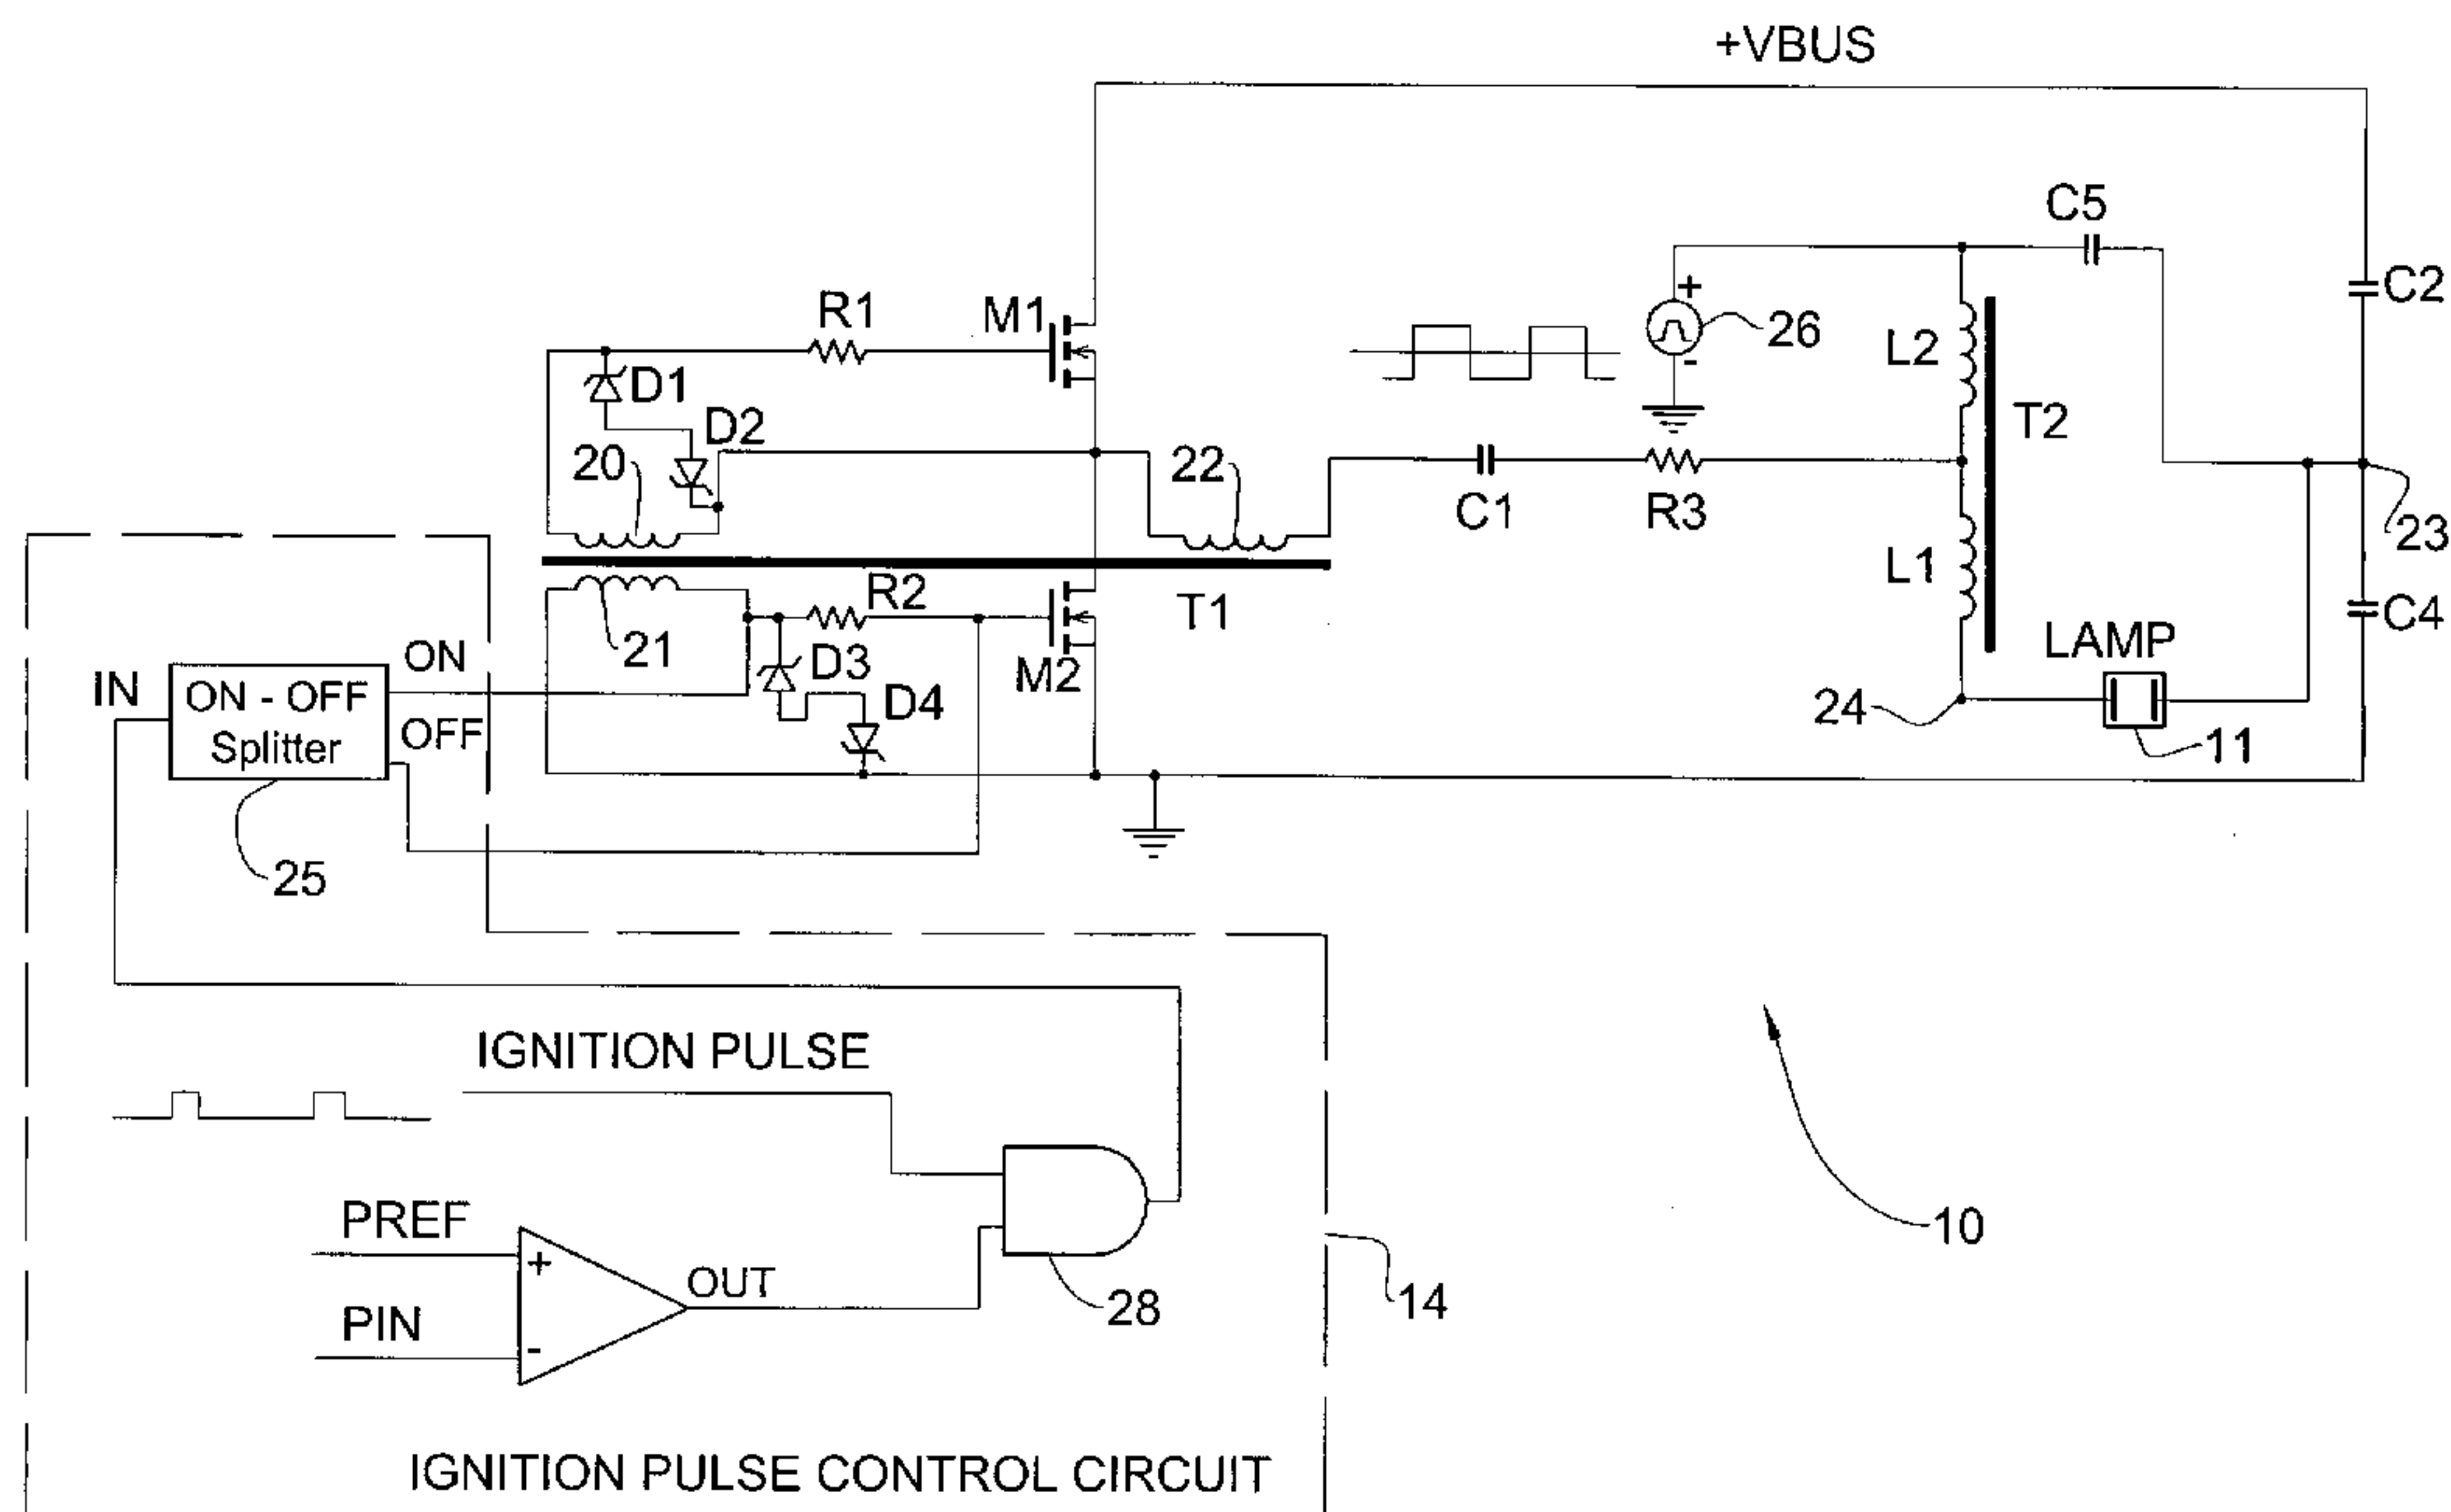 +VBUS
C5
C2
R1
M1
+
-
26
L2
T2
D1
D2
20
22
C1
R3
23
R2
L1
C4
T1
21
D3
M2
LAMP
ON
IN
ON - OFF
Splitter
OFF
D4
24
11
25
IGNITION PULSE
PREF
+
OUT
PIN
-
28
14
10
IGNITION PULSE CONTROL CIRCUIT